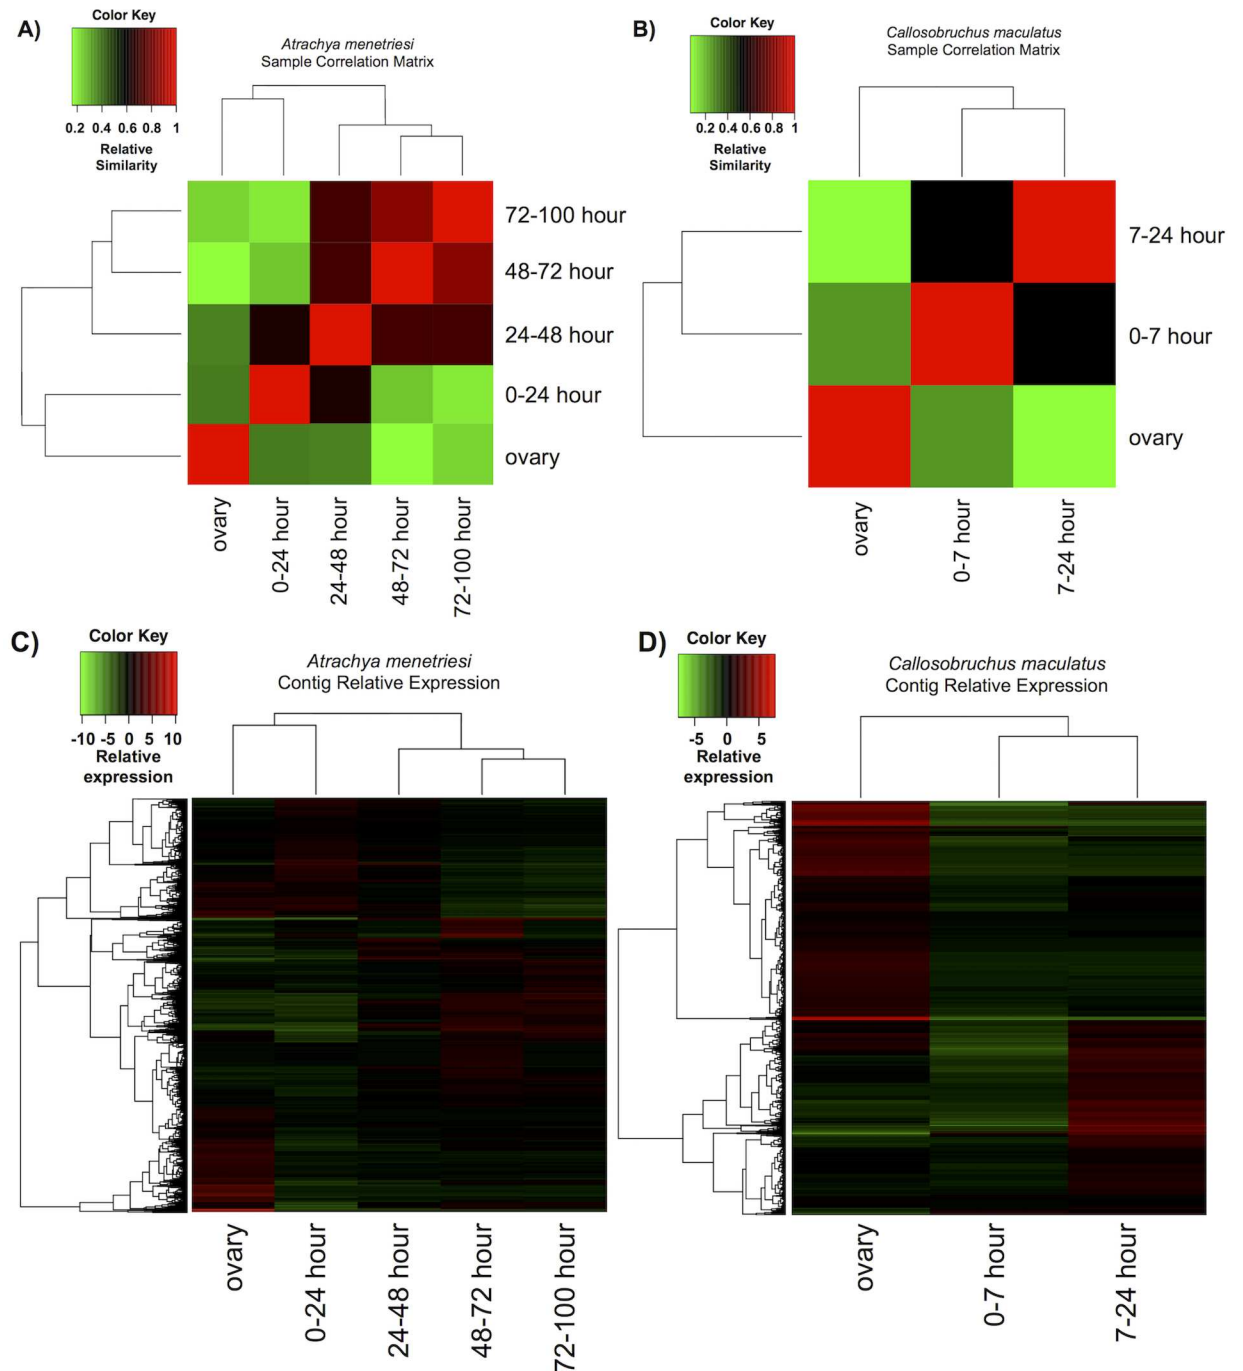 A)
Color Key
0.2 0.4 0.6 0.8 1
Relative
Similarity
Atrachya menetriesi
Sample Correlation Matrix
72-100 hour
48-72 hour
24-48 hour
0-24 hour
ovary
ovary
0-24 hour
24-48 hour
48-72 hour
72-100 hour
B)
Color Key
0.2 0.4 0.6 0.8 1
Relative
Similarity
Callosobruchus maculatus
Sample Correlation Matrix
7-24 hour
0-7 hour
ovary
ovary
0-7 hour
7-24 hour
C)
Color Key
-10 -5 0 5 10
Relative
expression
Atrachya menetriesi
Contig Relative Expression
ovary
0-24 hour
24-48 hour
48-72 hour
72-100 hour
D)
Color Key
-5 0 5
Relative
expression
Callosobruchus maculatus
Contig Relative Expression
ovary
0-7 hour
7-24 hour